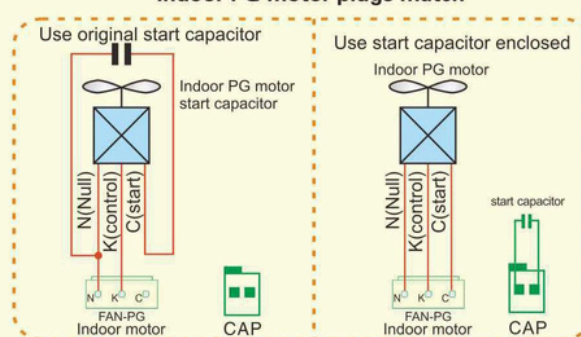 Indoor PG motor plugs match
Use original start capacitor
Indoor PG motor
start capacitor
N(Null)
K(control)
C(start)
N K C
FAN-PG
Indoor motor
CAP
Use start capacitor enclosed
Indoor PG motor
N(Null)
K(control)
C(start)
start capacitor
N K C
FAN-PG
Indoor motor
CAP